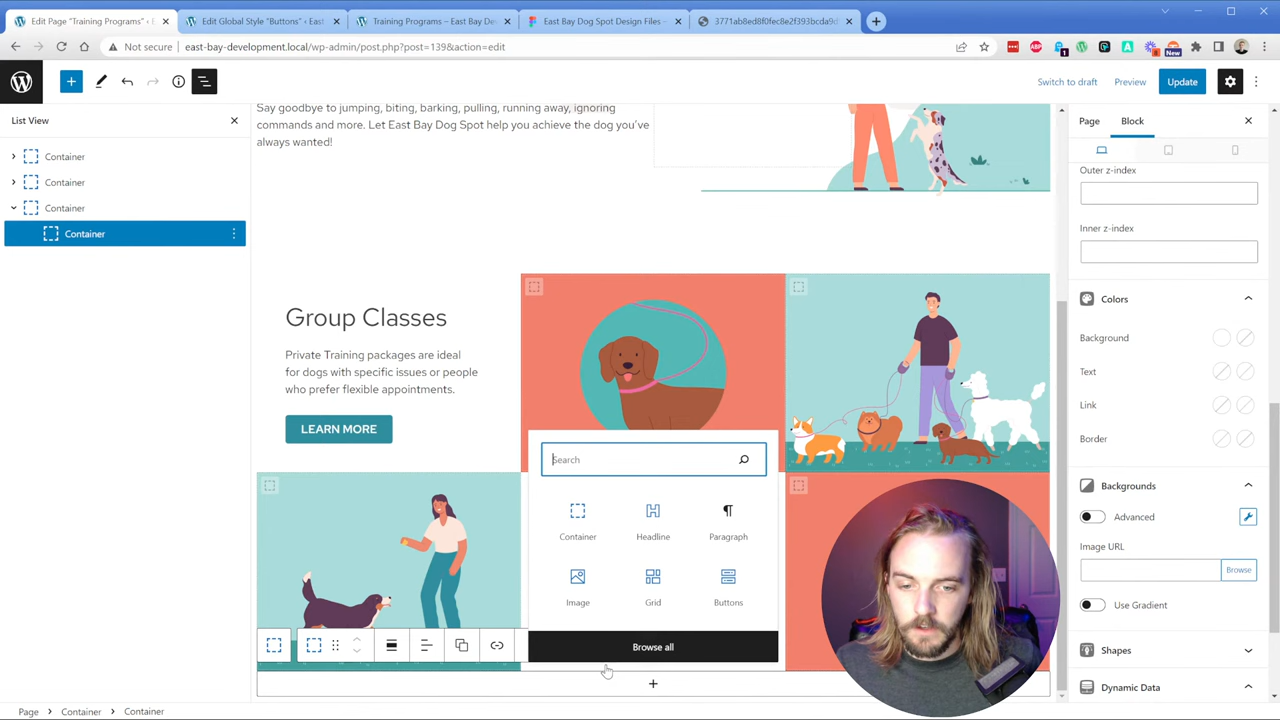 Edit Page “Training Programs” ‹ E
Edit Global Style “Buttons” ‹ East
Training Programs – East Bay Dev
East Bay Dog Spot Design Files –
3771ab8ed8f0fec8e2f393bcda9d
Not secure
east-bay-development.local/wp-admin/post.php?post=139&action=edit
New
Switch to draft
Preview
Update
List View
Page
Block
Container
Container
Container
Container
Say goodbye to jumping, biting, barking, pulling, running away, ignoring
commands and more. Let East Bay Dog Spot help you achieve the dog you’ve
always wanted!
Group Classes
Private Training packages are ideal
for dogs with specific issues or people
who prefer flexible appointments.
LEARN MORE
Search
Container
Headline
Paragraph
Image
Grid
Buttons
Browse all
Outer z-index
Inner z-index
Colors
Background
Text
Link
Border
Backgrounds
Advanced
Image URL
Browse
Use Gradient
Shapes
Dynamic Data
Page
Container
Container